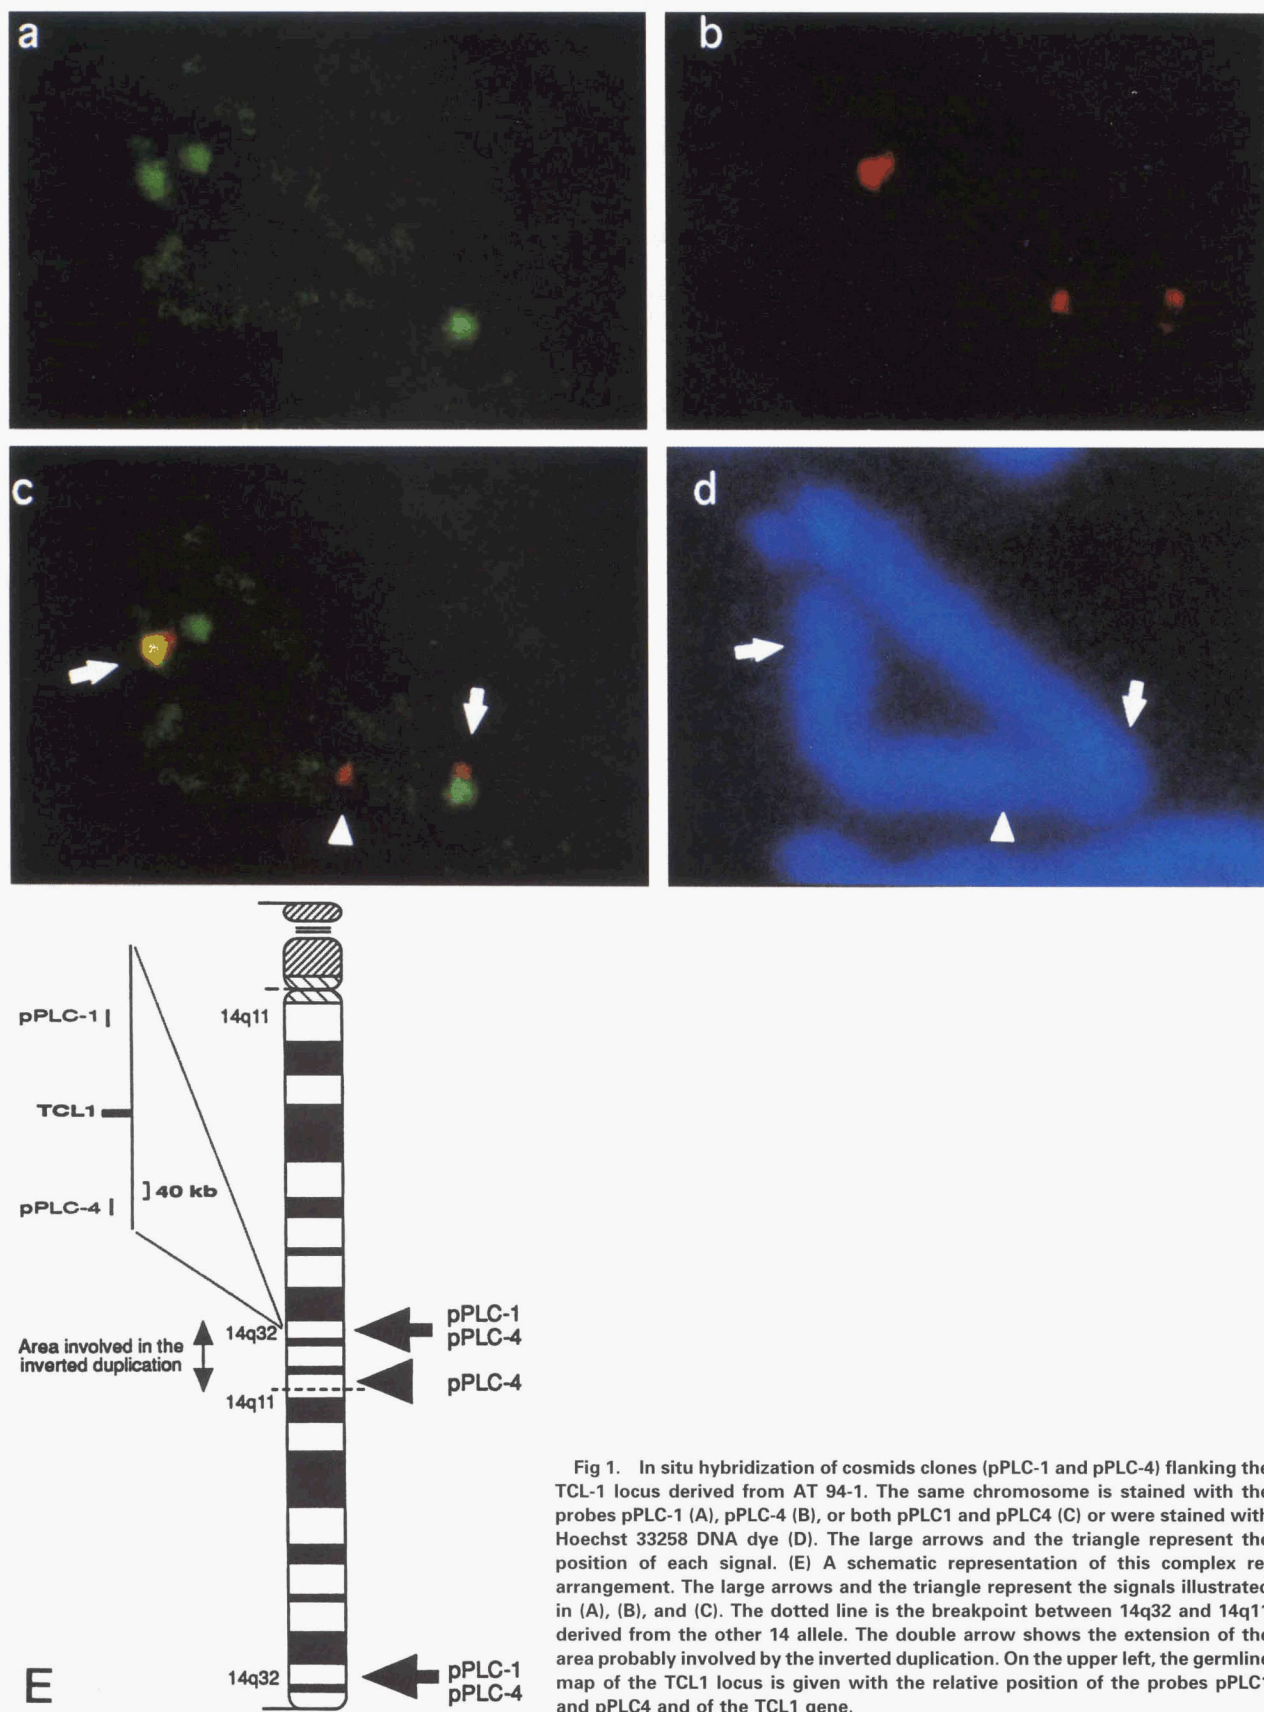 a
b
c
d
pPLC-1
14q11
TCL1
40 kb
pPLC-4
pPLC-1
14q32
pPLC-4
Area involved in the
inverted duplication
pPLC-4
14q11
14q32
pPLC-1
pPLC-4
E
Fig 1. In situ hybridization of cosmids clones (pPLC-1 and pPLC-4) flanking the
TCL-1 locus derived from AT 94-1. The same chromosome is stained with the
probes pPLC-1 (A), pPLC-4 (B), or both pPLC1 and pPLC4 (C) or were stained with
Hoechst 33258 DNA dye (D). The large arrows and the triangle represent the
position of each signal. (E) A schematic representation of this complex re
arrangement. The large arrows and the triangle represent the signals illustrated
in (A), (B), and (C). The dotted line is the breakpoint between 14q32 and 14q11
derived from the other 14 allele. The double arrow shows the extension of the
area probably involved by the inverted duplication. On the upper left, the germline
map of the TCL1 locus is given with the relative position of the probes pPLC1
and pPLC4 and of the TCL1 gene.